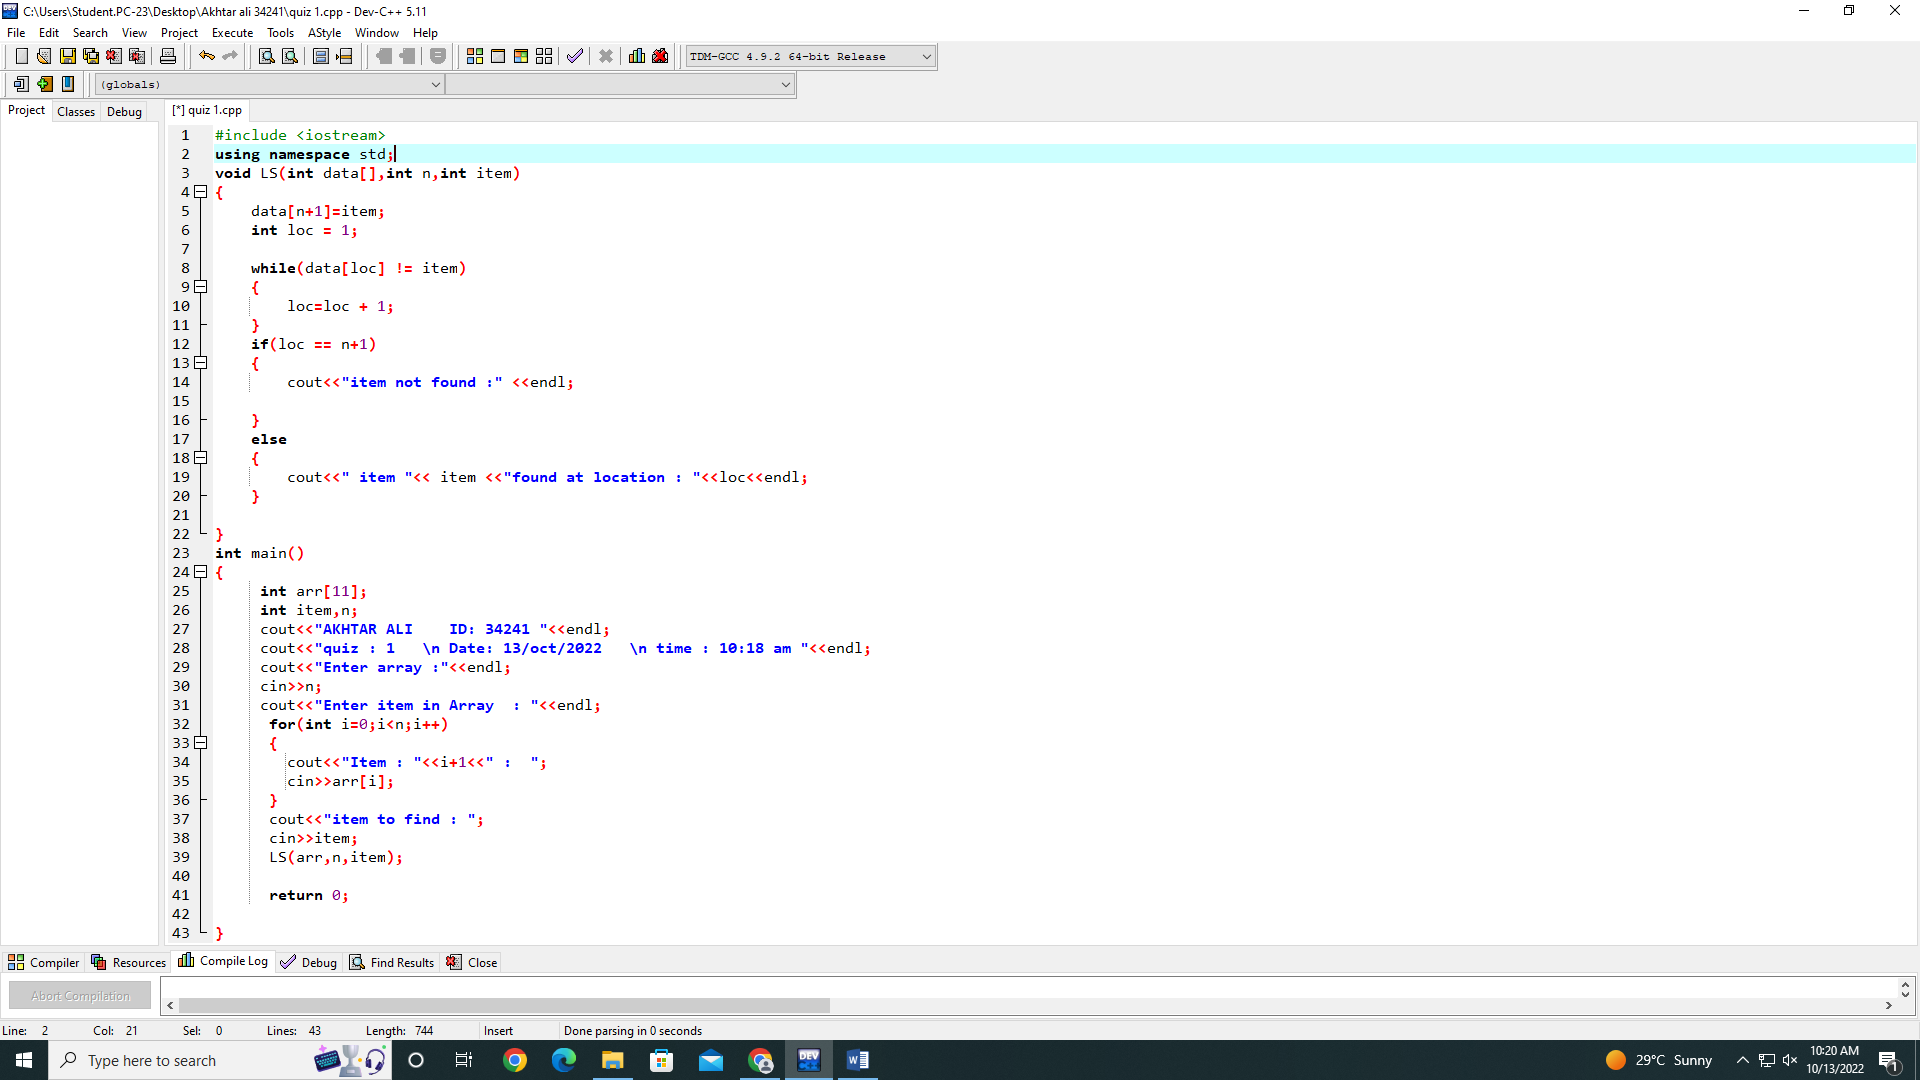 C:\Users\Student.PC-23\Desktop\Akhtar ali 34241\quiz 1.cpp - Dev-C++ 5.11
File Edit Search View Project Execute Tools AStyle Window Help
TDM-GCC 4.9.2 64-bit Release
(globals)
Project Classes Debug [*] quiz 1.cpp
1 #include <iostream>
2 using namespace std;
3 void LS(int data[],int n,int item)
4 {
5 data[n+1]=item;
6 int loc = 1;
7
8 while(data[loc] != item)
9 {
10 loc=loc + 1;
11 }
12 if(loc == n+1)
13 {
14 cout<<"item not found :" <<endl;
15
16 }
17 else
18 {
19 cout<<" item "<< item <<"found at location : "<<loc<<endl;
20 }
21
22 }
23 int main()
24 {
25 int arr[11];
26 int item,n;
27 cout<<"AKHTAR ALI    ID: 34241 "<<endl;
28 cout<<"quiz : 1   \n Date: 13/oct/2022   \n time : 10:18 am "<<endl;
29 cout<<"Enter array :"<<endl;
30 cin>>n;
31 cout<<"Enter item in Array  : "<<endl;
32 for(int i=0;i<n;i++)
33 {
34 cout<<"Item : "<<i+1<<" :  ";
35 cin>>arr[i];
36 }
37 cout<<"item to find : ";
38 cin>>item;
39 LS(arr,n,item);
40
41 return 0;
42
43 }
Compiler Resources Compile Log Debug Find Results Close
Abort Compilation
Line: 2 Col: 21 Sel: 0 Lines: 43 Length: 744 Insert Done parsing in 0 seconds
Type here to search
DEV
29°C Sunny
10:20 AM
10/13/2022
1